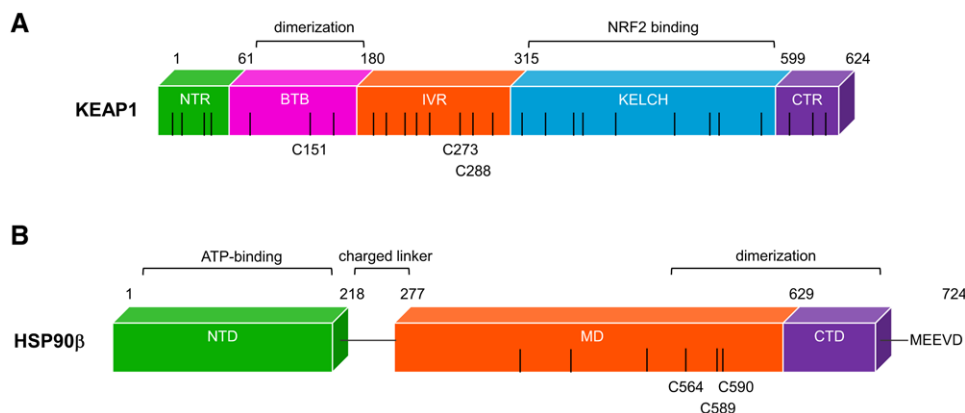 A
dimerization
NRF2 binding
1 61 180 315 599 624
KEAP1
NTR BTB IVR KELCH CTR
C151 C273
C288
B
ATP-binding charged linker dimerization
1 218 277 629 724
HSP90β
NTD MD CTD MEEVD
C564 C590
C589